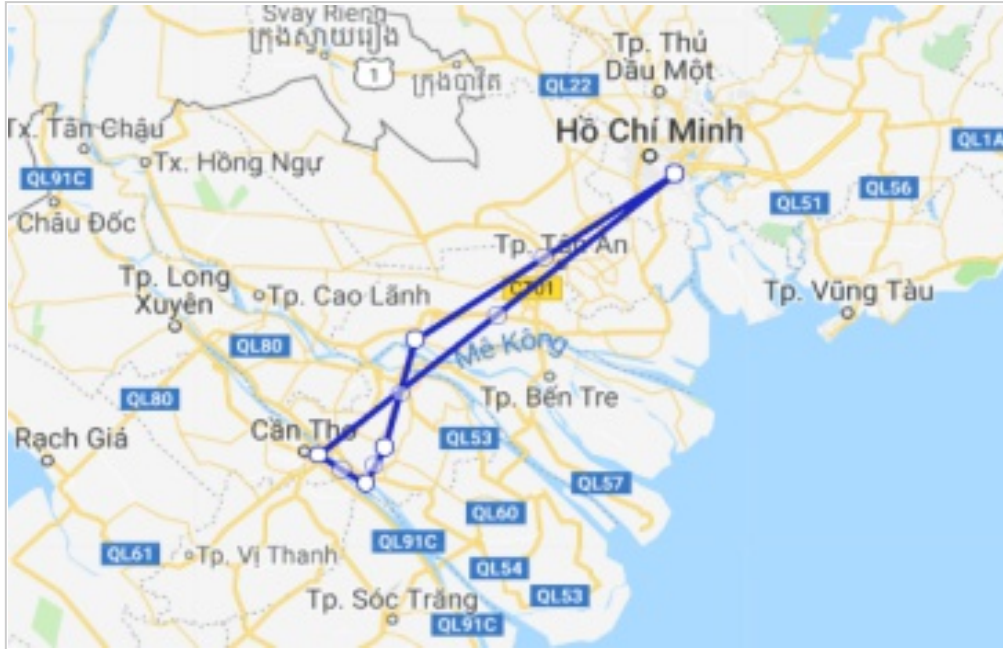 Svay Rieng
ក្រុងស្វាយរៀង
1
ក្រុងបាវិត
QL22
Tp. Thủ
Dầu Một
Hồ Chí Minh
QL1A
Tx. Tân Châu
Tx. Hồng Ngự
QL91C
Châu Đốc
QL56
QL51
Tp. Tân An
CT01
Tp. Long
Xuyên
Tp. Cao Lãnh
Tp. Vũng Tàu
QL80
Mê Kông
Tp. Bến Tre
QL80
Cần Thơ
Rạch Giá
QL53
QL57
QL60
QL91C
QL61
Tp. Vị Thanh
QL54
QL53
Tp. Sóc Trăng
QL91C